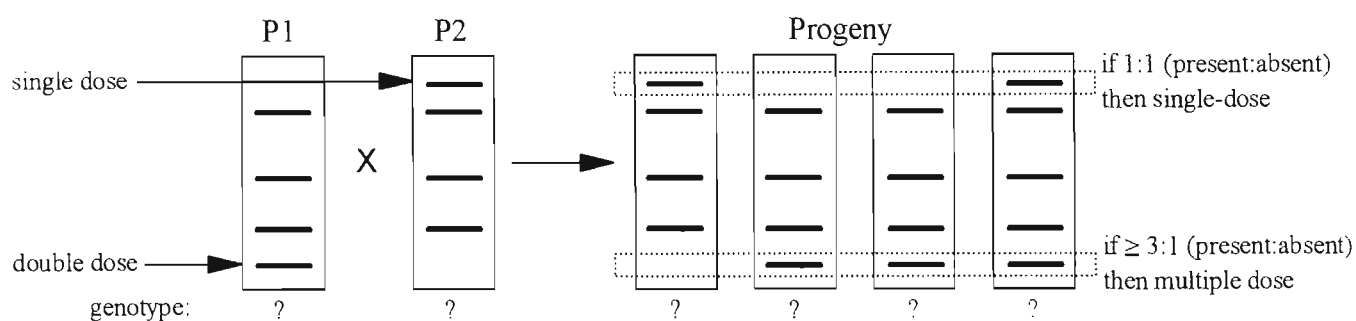 P1
P2
Progeny
single dose
if 1:1 (present:absent)
then single-dose
X
double dose
if ≥ 3:1 (present:absent)
then multiple dose
genotype: ? ? ? ? ? ?